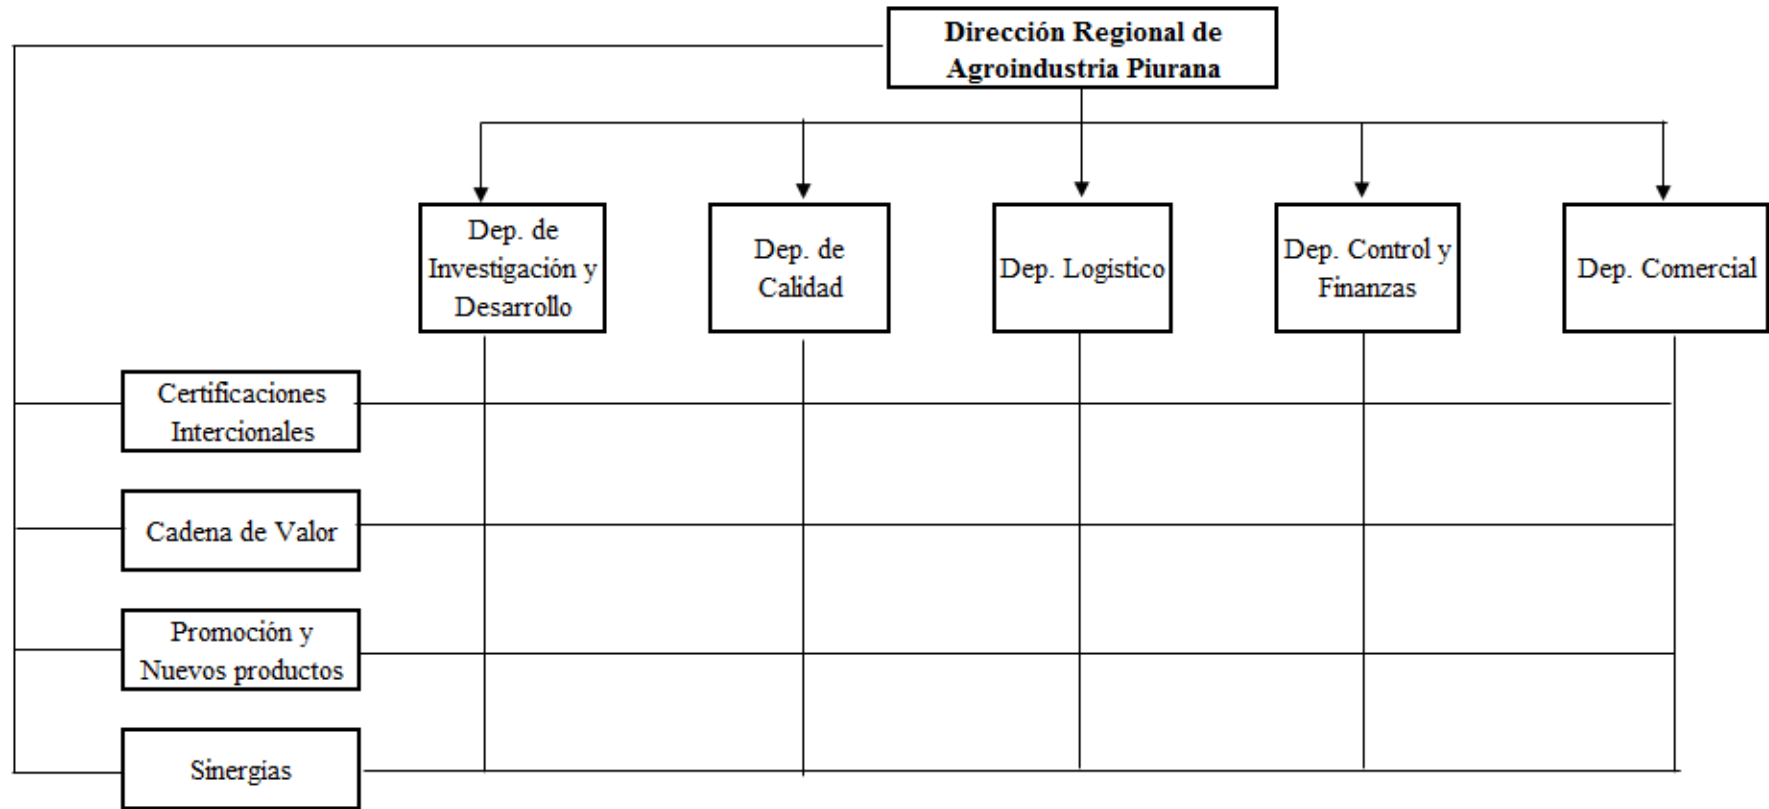 Dirección Regional de
Agroindustria Piurana
Dep. de
Investigación y
Desarrollo
Dep. de
Calidad
Dep. Logístico
Dep. Control y
Finanzas
Dep. Comercial
Certificaciones
Intercionales
Cadena de Valor
Promoción y
Nuevos productos
Sinergias